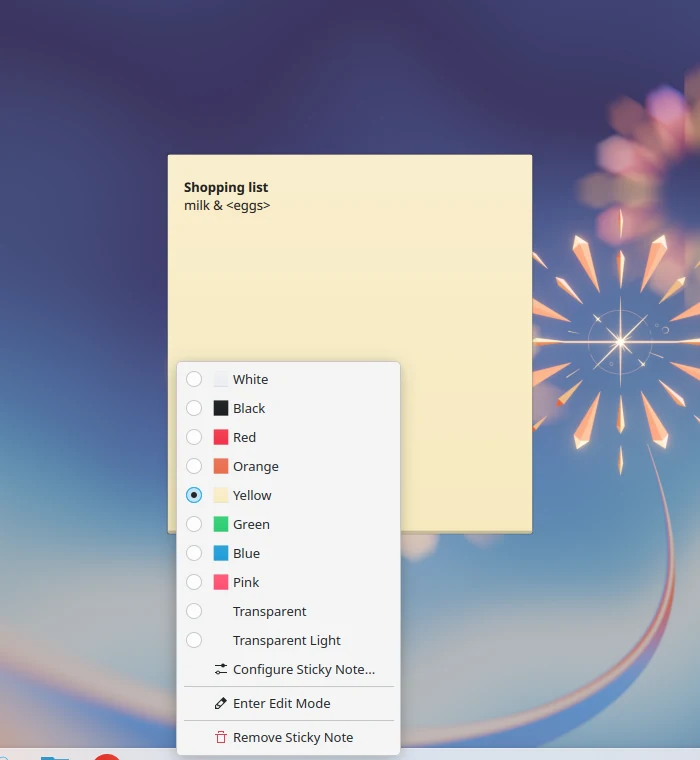 Shopping list
milk & <eggs>
White
Black
Red
Orange
Yellow
Green
Blue
Pink
Transparent
Transparent Light
Configure Sticky Note...
Enter Edit Mode
Remove Sticky Note